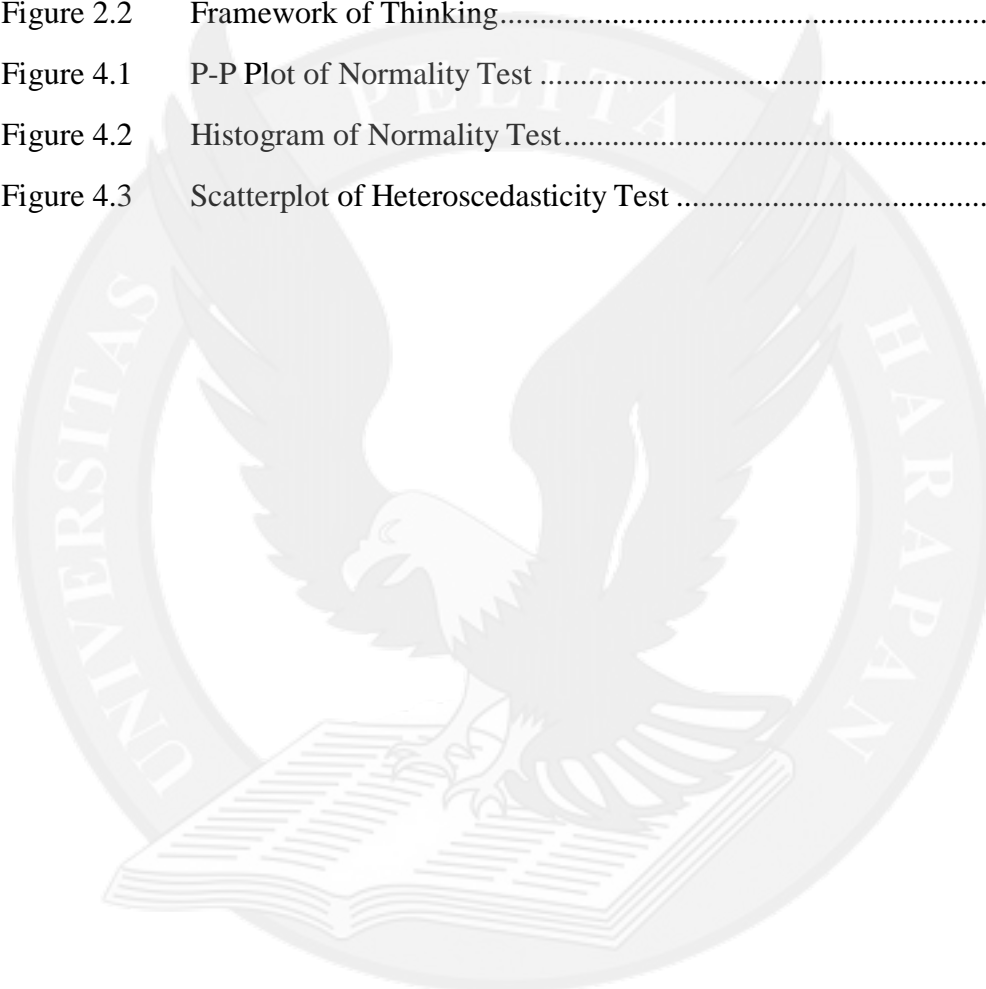 Figure 2.2 Framework of Thinking....................................................................
Figure 4.1 P-P Plot of Normality Test ..............................................................
Figure 4.2 Histogram of Normality Test...........................................................
Figure 4.3 Scatterplot of Heteroscedasticity Test ............................................
UNIVERSITAS PELITA HARAPAN